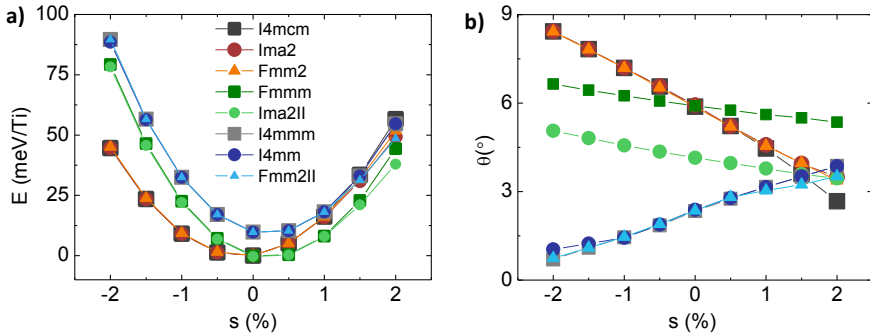 a)
100
75
50
25
0
E (meV/Ti)
-2
-1
0
1
2
s (%)
I4mcm
Ima2
Fmm2
Fmmm
Ima2II
I4mmm
I4mm
Fmm2II
b)
9
6
3
0
θ(°)
-2
-1
0
1
2
s (%)